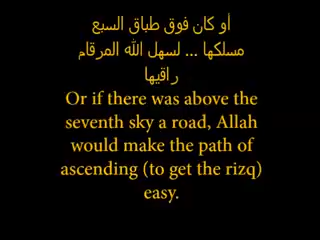 أو كان فوق طباق السبع
مسلكها ... لسهل الله المرقام
راقيها
Or if there was above the
seventh sky a road, Allah
would make the path of
ascending (to get the rizq)
easy.